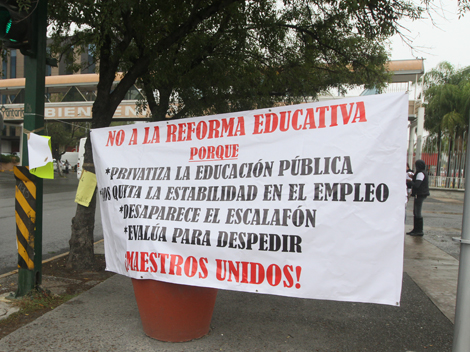 NO A LA REFORMA EDUCATIVA
PORQUE
*PRIVATIZA LA EDUCACIÓN PÚBLICA
QUITA LA ESTABILIDAD EN EL EMPLEO
*DESAPARECE EL ESCALAFÓN
*EVALÚA PARA DESPEDIR
¡MAESTROS UNIDOS!